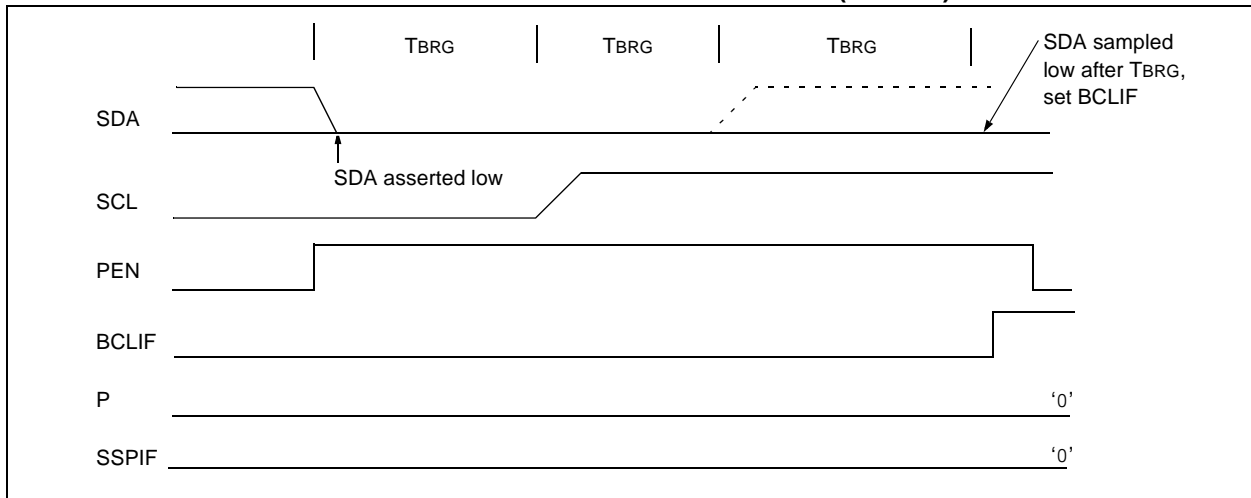 TBRG TBRG TBRG
SDA sampled
low after TBRG,
set BCLIF
SDA
SDA asserted low
SCL
PEN
BCLIF
P
‘0’
SSPIF
‘0’